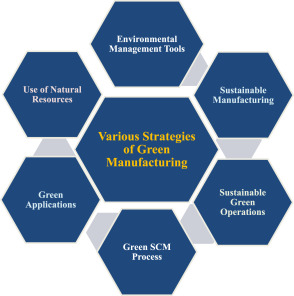 Environmental
Management Tools
Use of Natural
Resources
Sustainable
Manufacturing
Various Strategies
of Green
Manufacturing
Green
Applications
Sustainable
Green
Operations
Green SCM
Process